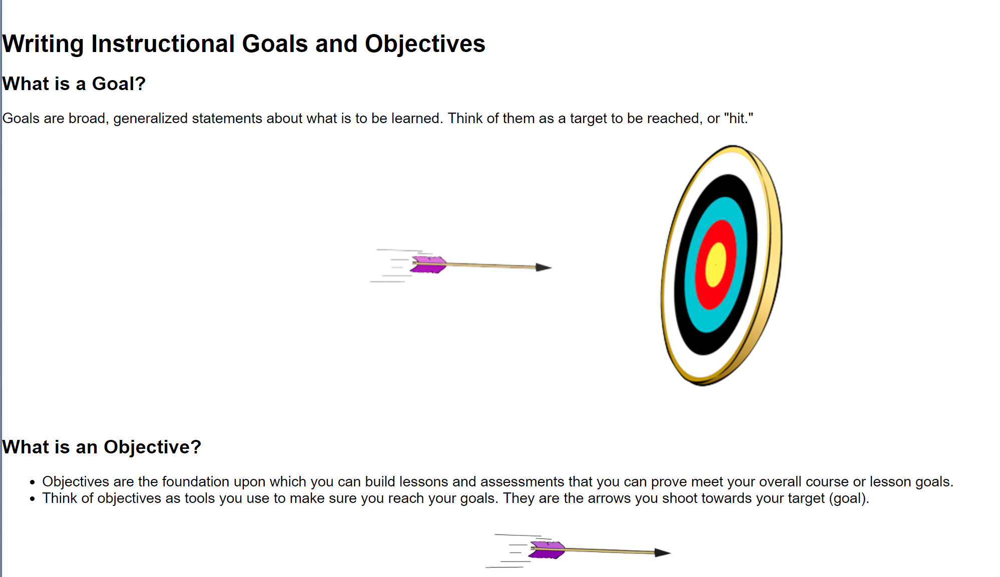 Writing Instructional Goals and Objectives
What is a Goal?
Goals are broad, generalized statements about what is to be learned. Think of them as a target to be reached, or "hit."
What is an Objective?
• Objectives are the foundation upon which you can build lessons and assessments that you can prove meet your overall course or lesson goals.
• Think of objectives as tools you use to make sure you reach your goals. They are the arrows you shoot towards your target (goal).